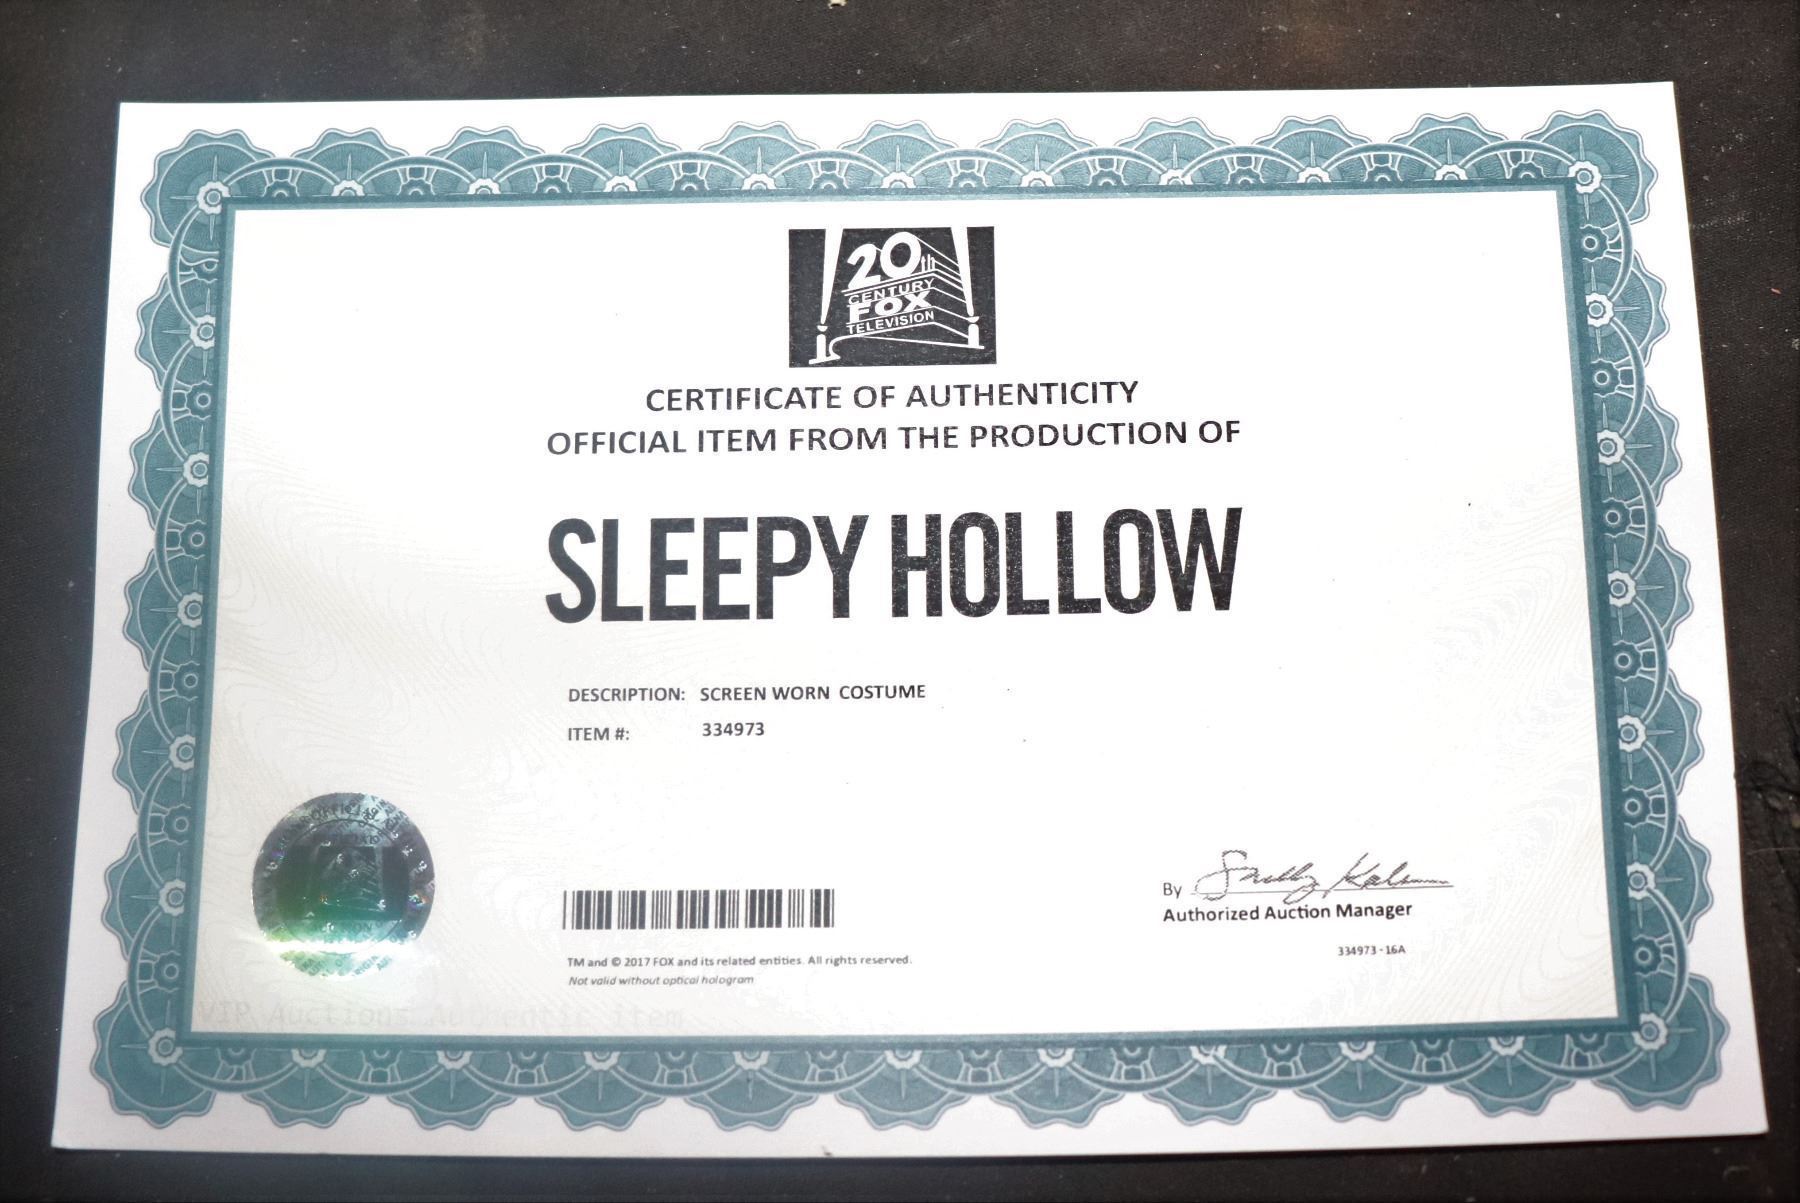 20th
CENTURY
FOX
TELEVISION
CERTIFICATE OF AUTHENTICITY
OFFICIAL ITEM FROM THE PRODUCTION OF
SLEEPY HOLLOW
DESCRIPTION: SCREEN WORN COSTUME
ITEM #: 334973
By
Authorized Auction Manager
334973-16A
TM and © 2017 FOX and its related entities. All rights reserved.
Not valid without optical hologram
VIP Auctions Authentic item